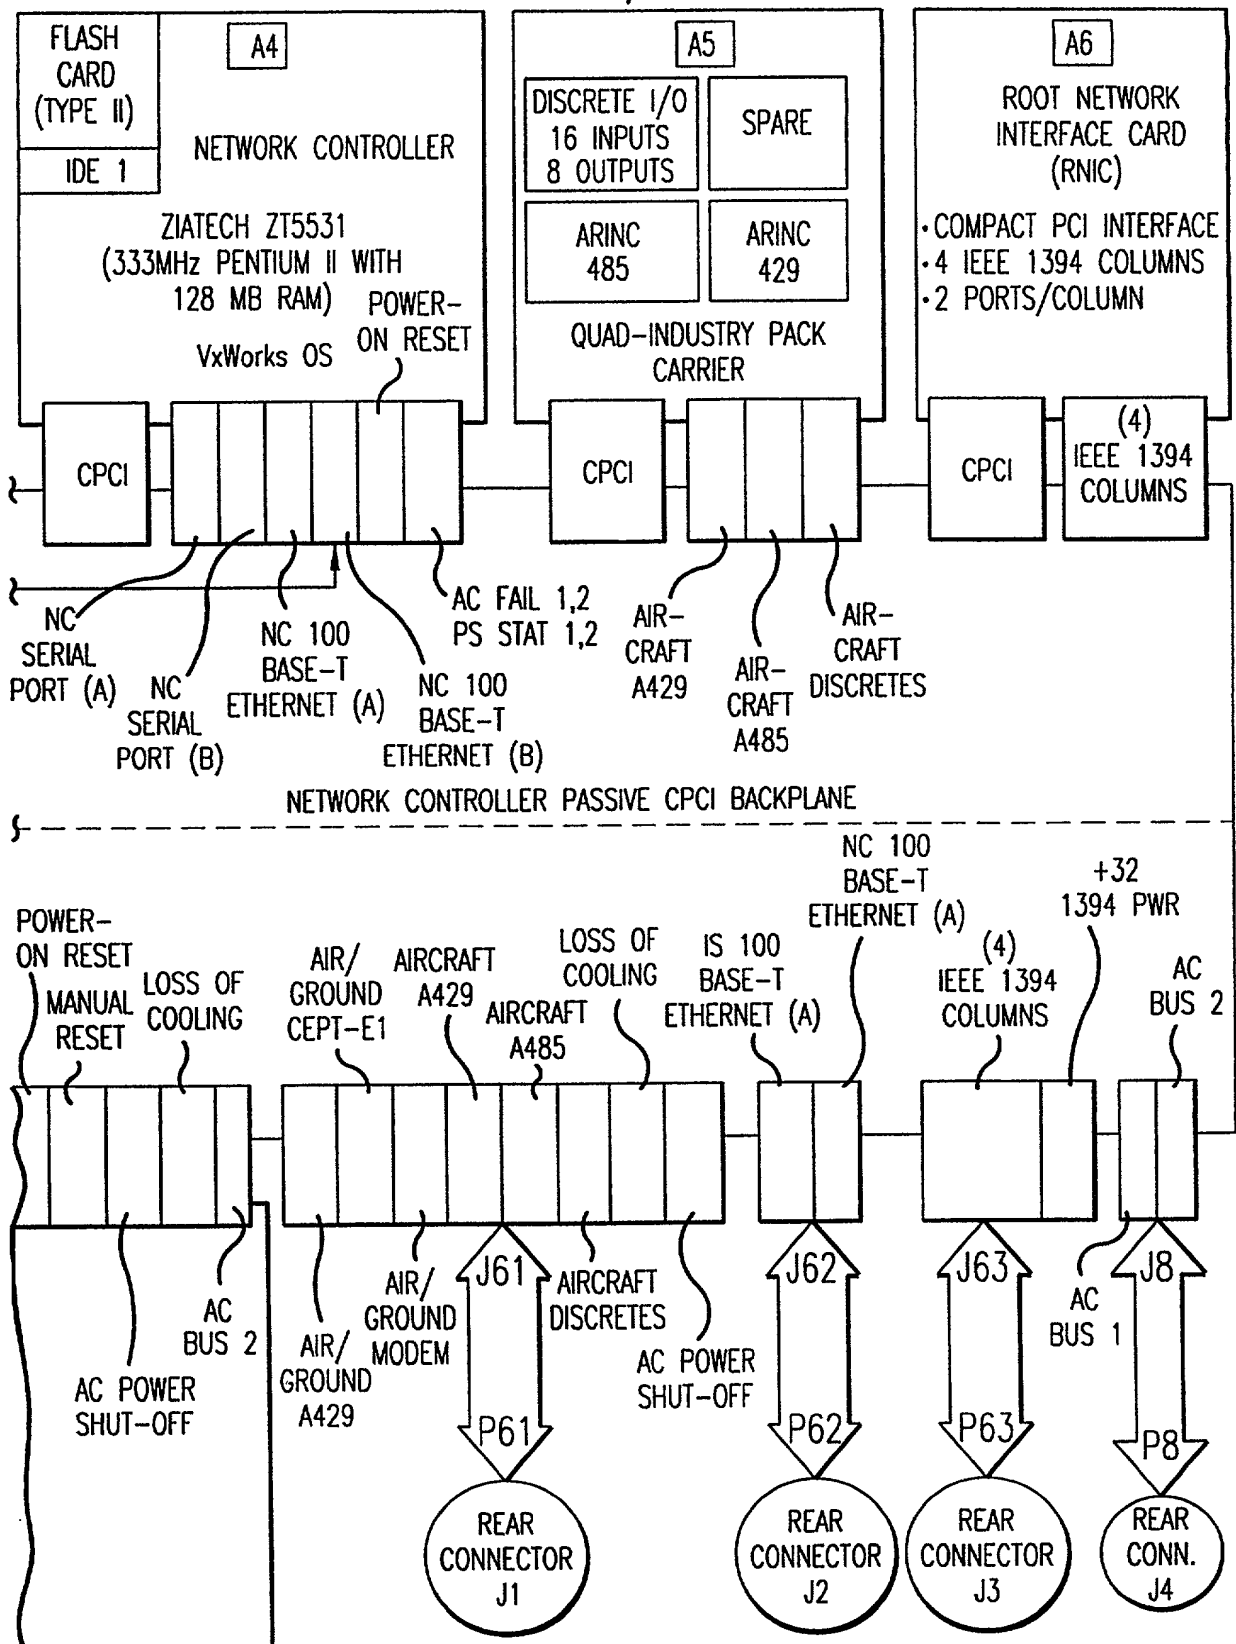 FLASH
CARD
(TYPE II)
IDE 1
A4
NETWORK CONTROLLER
ZIATECH ZT5531
(333MHz PENTIUM II WITH
128 MB RAM)
VxWorks OS
POWER-
ON RESET
A5
DISCRETE I/O
16 INPUTS
8 OUTPUTS
SPARE
ARINC
485
ARINC
429
QUAD-INDUSTRY PACK
CARRIER
A6
ROOT NETWORK
INTERFACE CARD
(RNIC)
•COMPACT PCI INTERFACE
•4 IEEE 1394 COLUMNS
•2 PORTS/COLUMN
CPCI
CPCI
CPCI
(4)
IEEE 1394
COLUMNS
NC
SERIAL
PORT (A)
NC
SERIAL
PORT (B)
NC 100
BASE-T
ETHERNET (A)
NC 100
BASE-T
ETHERNET (B)
AC FAIL 1,2
PS STAT 1,2
AIR-
CRAFT
A429
AIR-
CRAFT
A485
AIR-
CRAFT
DISCRETES
NETWORK CONTROLLER PASSIVE CPCI BACKPLANE
POWER-
ON RESET
MANUAL
RESET
LOSS OF
COOLING
AIR/
GROUND
CEPT-E1
AIRCRAFT
A429
AIRCRAFT
A485
LOSS OF
COOLING
IS 100
BASE-T
ETHERNET (A)
NC 100
BASE-T
ETHERNET (A)
(4)
IEEE 1394
COLUMNS
+32
1394 PWR
AC
BUS 2
AC POWER
SHUT-OFF
AC
BUS 2
AIR/
GROUND
A429
AIR/
GROUND
MODEM
J61
AIRCRAFT
DISCRETES
AC POWER
SHUT-OFF
J62
J63
AC
BUS 1
J8
P61
P62
P63
P8
REAR
CONNECTOR
J1
REAR
CONNECTOR
J2
REAR
CONNECTOR
J3
REAR
CONN.
J4